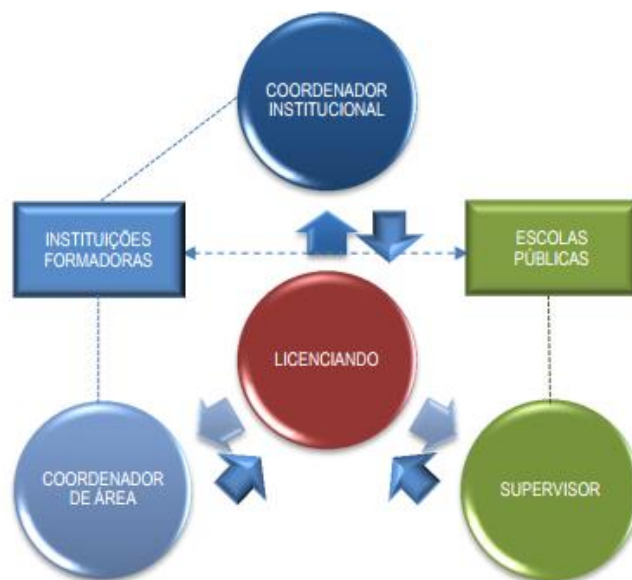 COORDENADOR
INSTITUCIONAL
INSTITUIÇÕES
FORMADORAS
ESCOLAS
PÚBLICAS
LICENCIANDO
COORDENADOR
DE ÁREA
SUPERVISOR